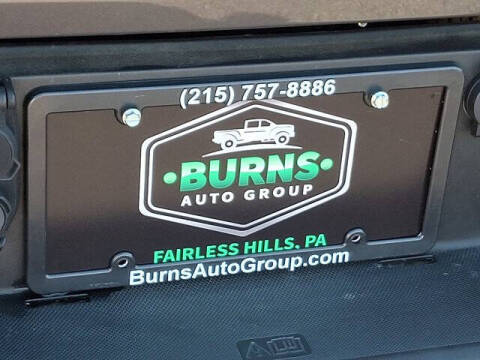 (215) 757-8886
•BURNS•
AUTO GROUP
FAIRLESS HILLS, PA
BurnsAutoGroup.com